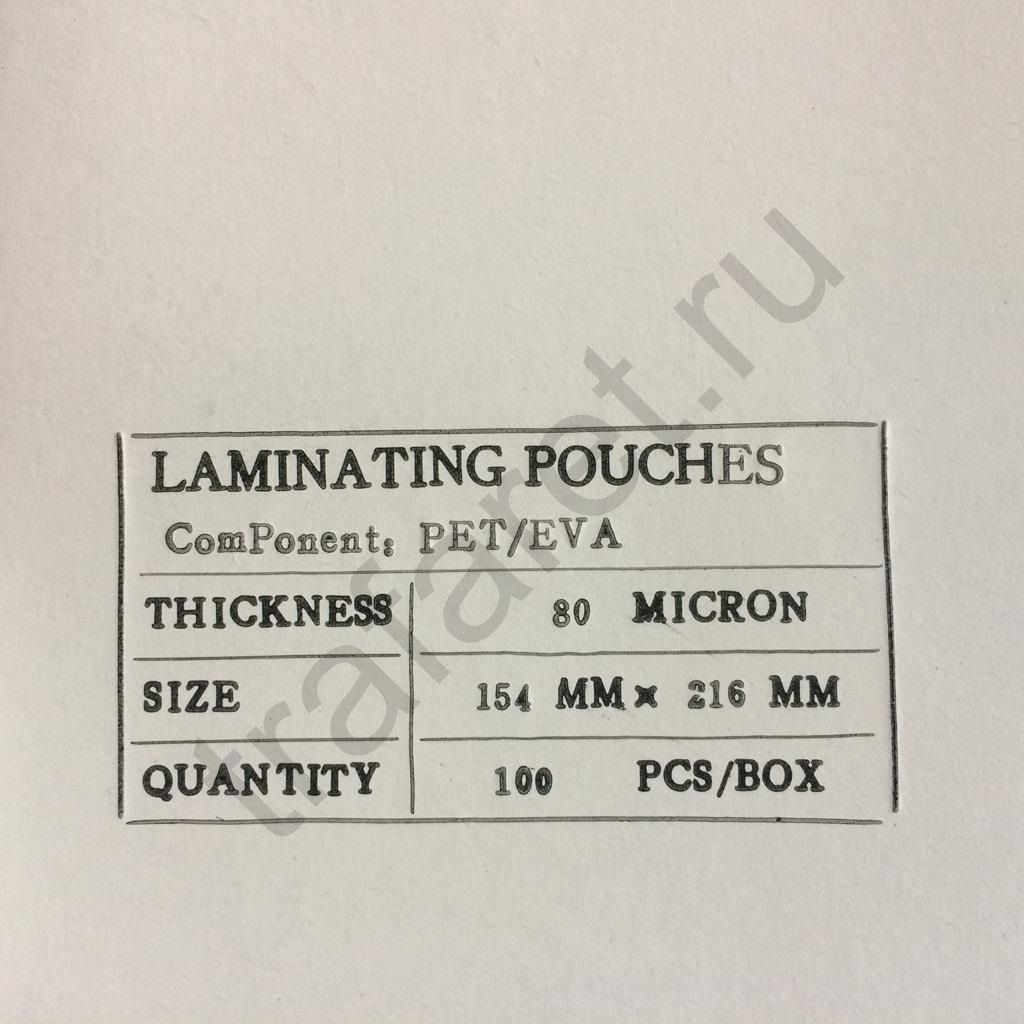 LAMINATING POUCHES
ComPonent: PET/EVA
THICKNESS 80 MICRON
SIZE 154 MM x 216 MM
QUANTITY 100 PCS/BOX
trafaret.ru